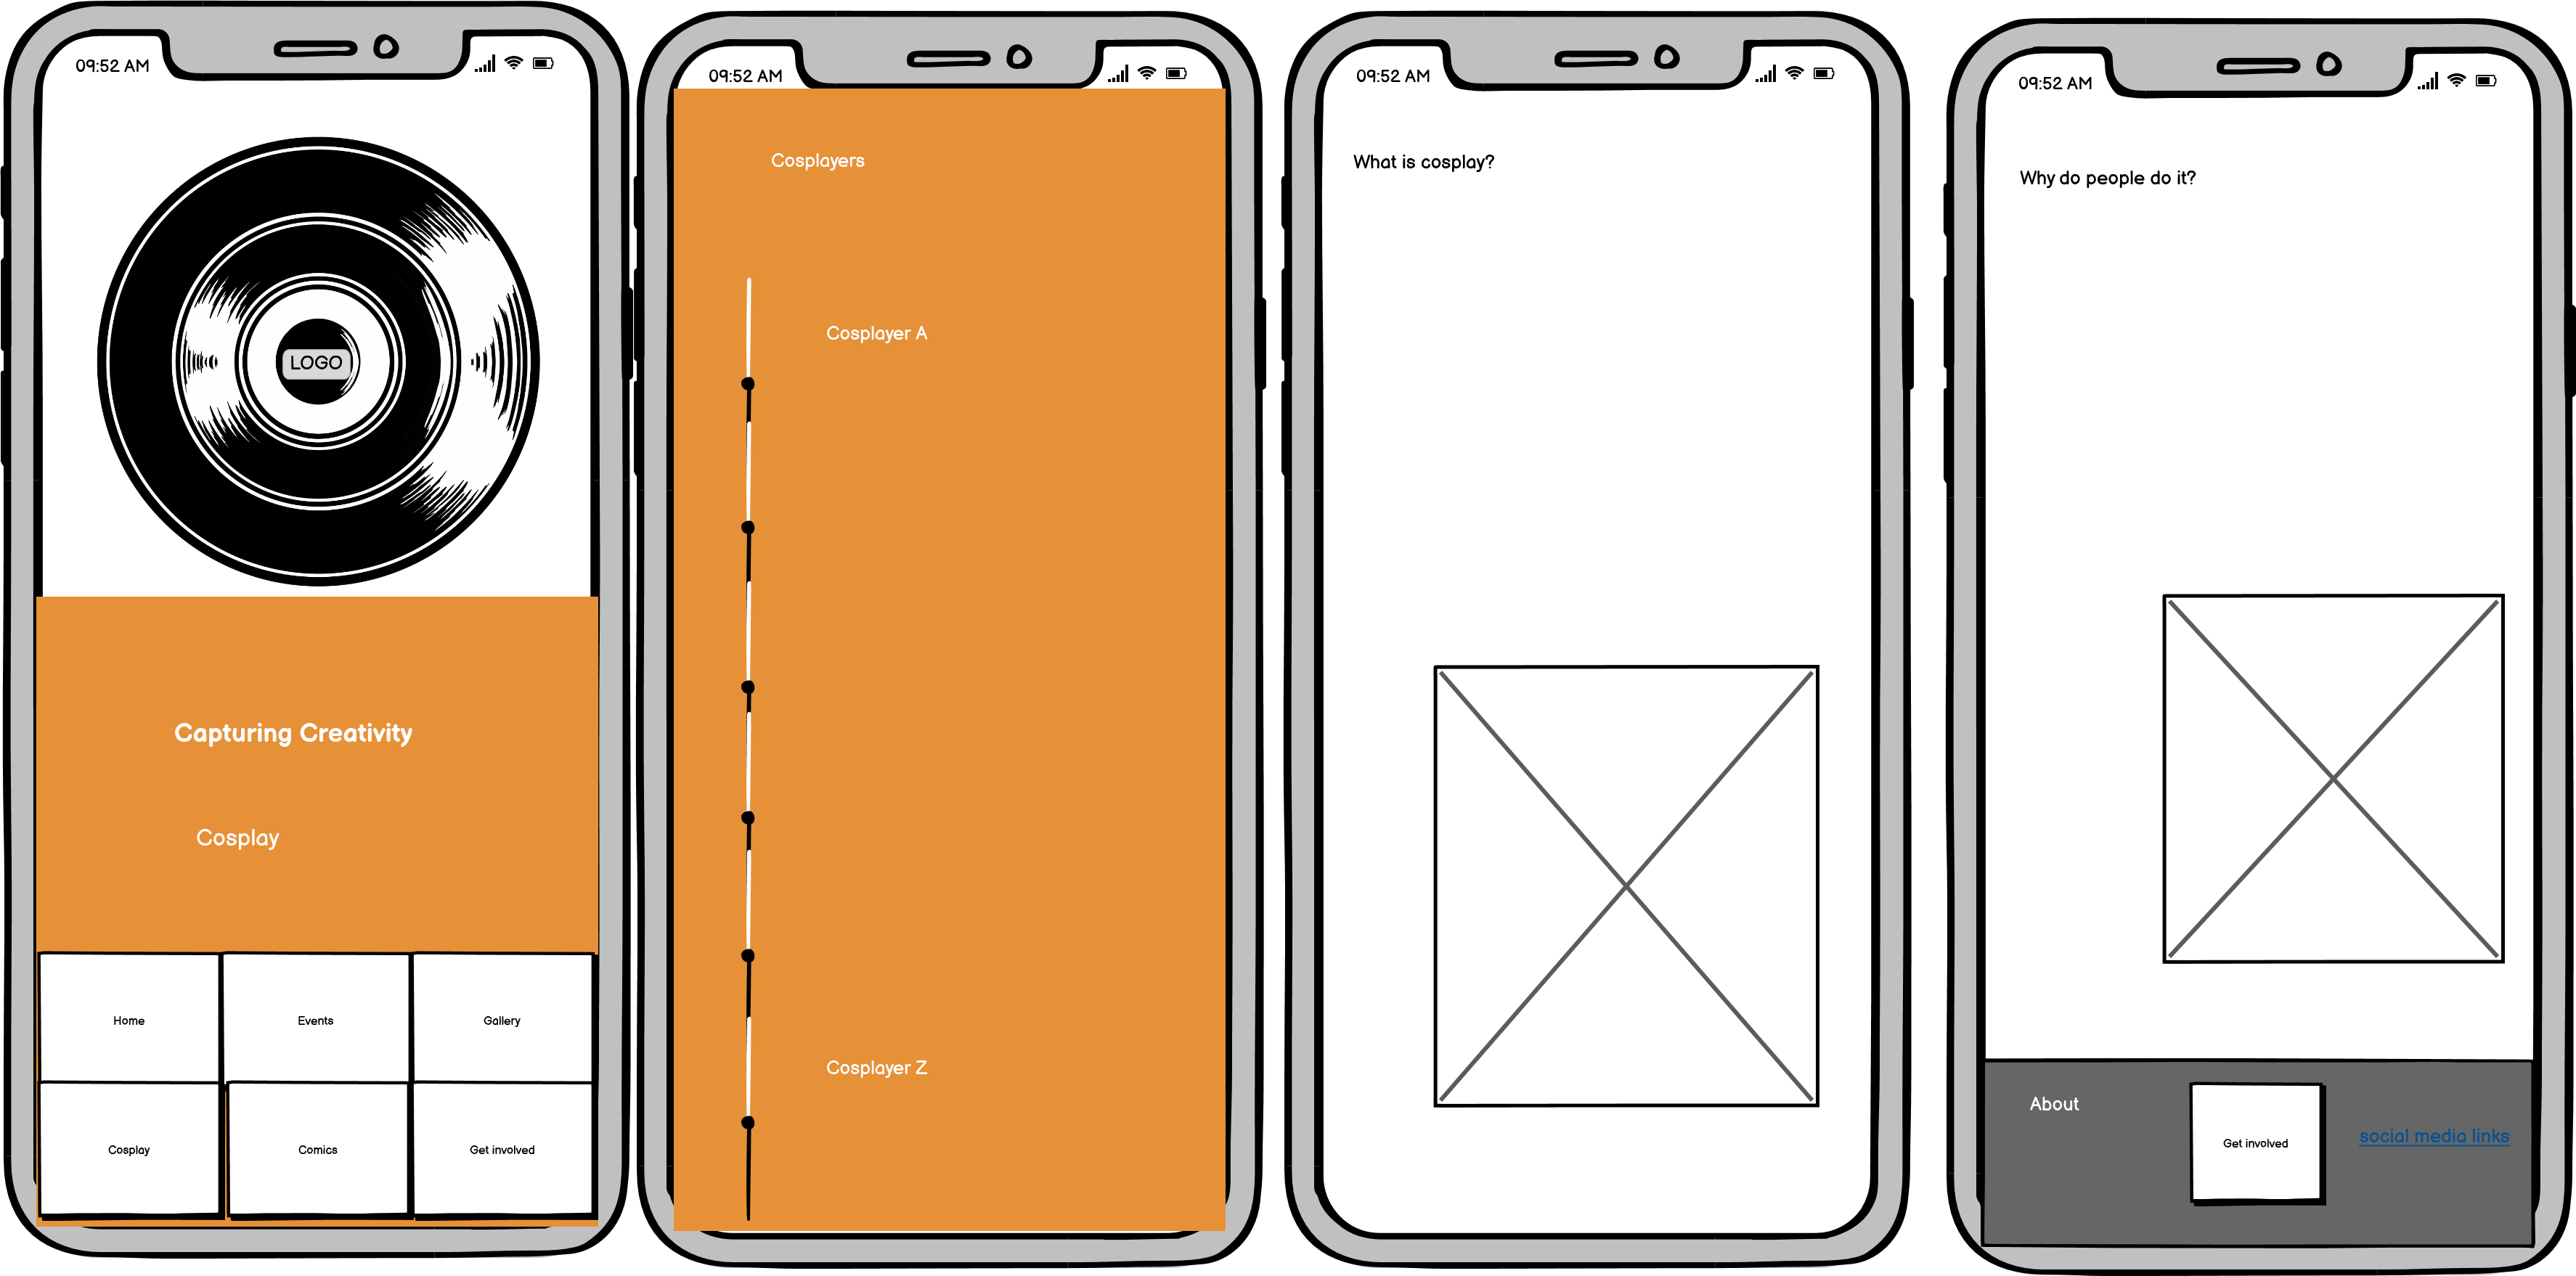 09:52 AM
LOGO
Capturing Creativity
Cosplay
Home
Events
Gallery
Cosplay
Comics
Get involved
09:52 AM
Cosplayers
Cosplayer A
Cosplayer Z
09:52 AM
What is cosplay?
09:52 AM
Why do people do it?
About
Get involved
social media links